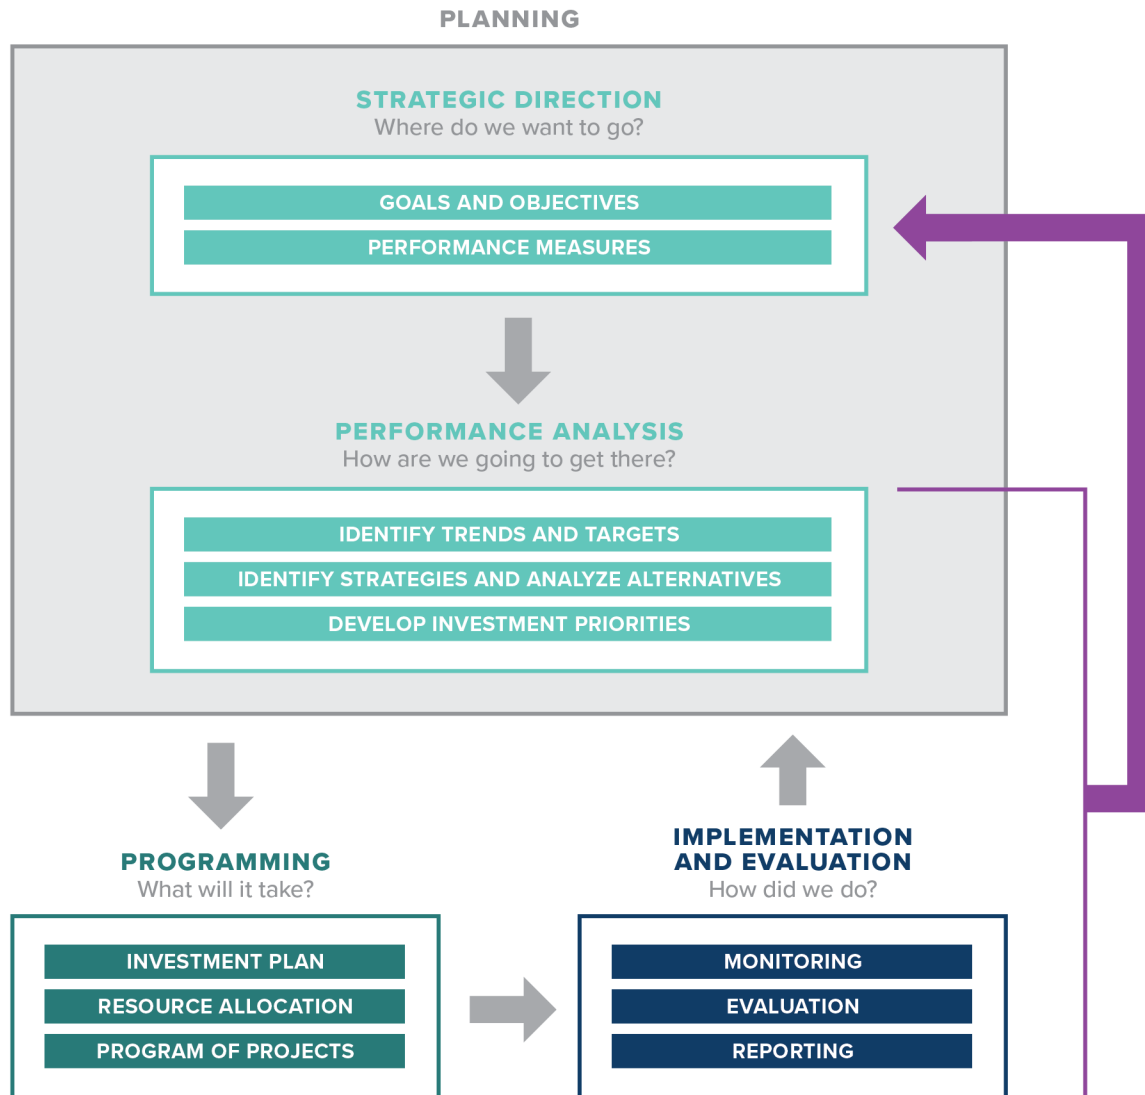 PLANNING
STRATEGIC DIRECTION
Where do we want to go?
GOALS AND OBJECTIVES
PERFORMANCE MEASURES
PERFORMANCE ANALYSIS
How are we going to get there?
IDENTIFY TRENDS AND TARGETS
IDENTIFY STRATEGIES AND ANALYZE ALTERNATIVES
DEVELOP INVESTMENT PRIORITIES
PROGRAMMING
What will it take?
INVESTMENT PLAN
RESOURCE ALLOCATION
PROGRAM OF PROJECTS
IMPLEMENTATION
AND EVALUATION
How did we do?
MONITORING
EVALUATION
REPORTING